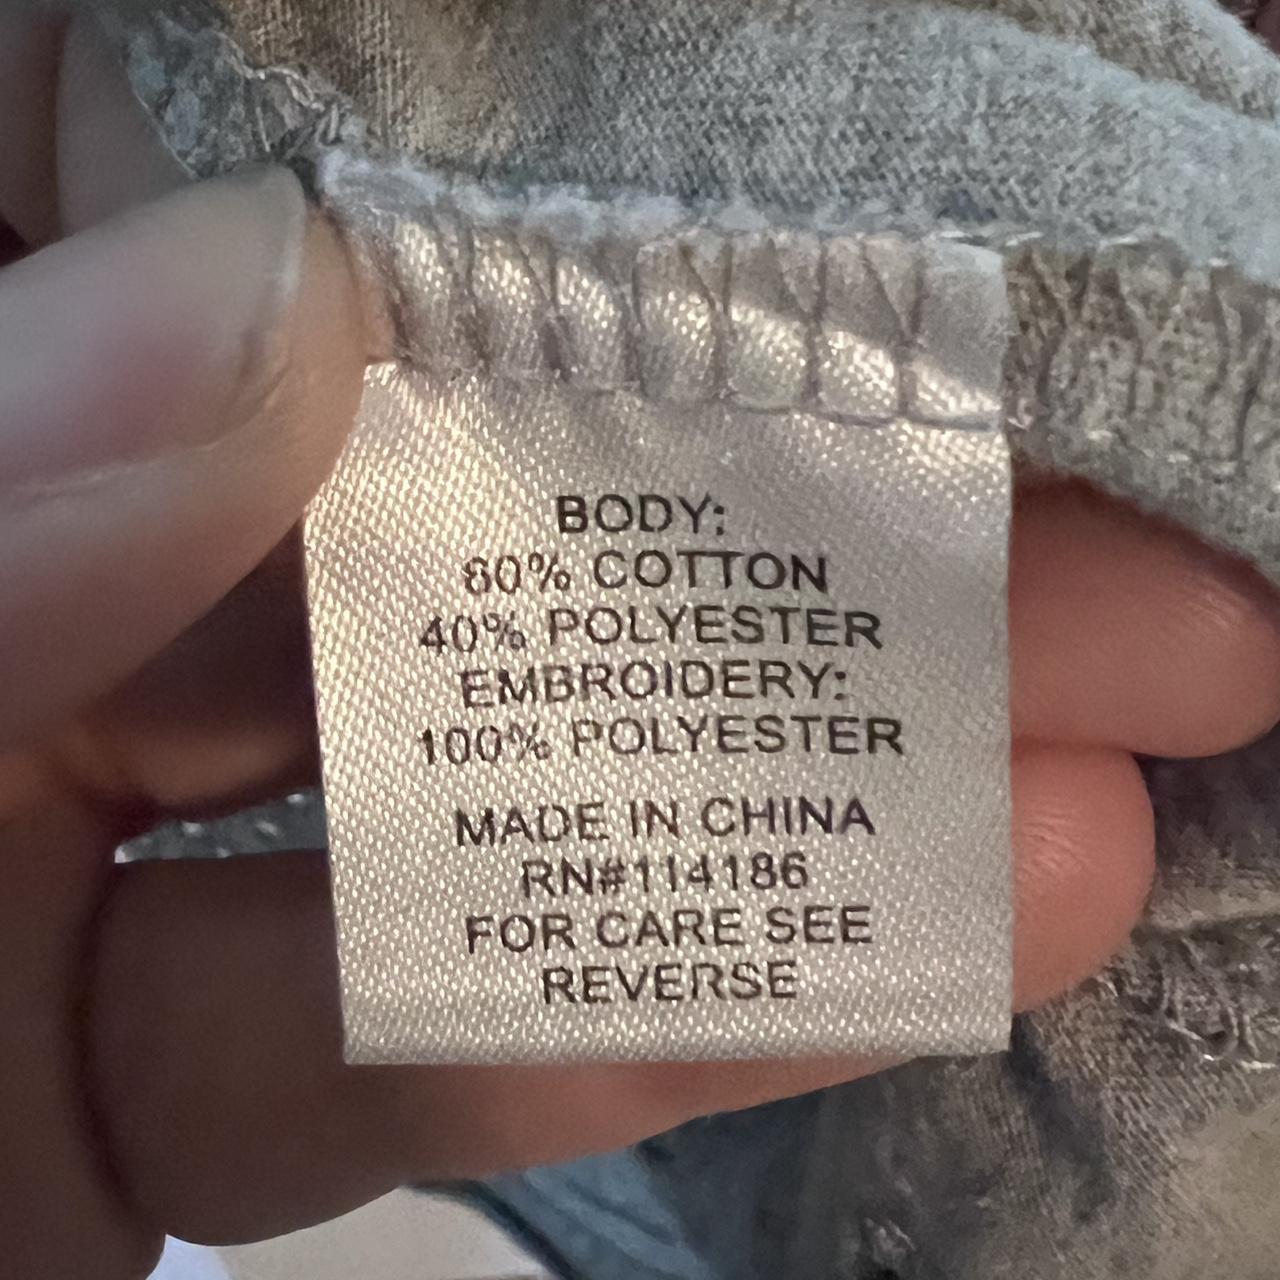 BODY:
60% COTTON
40% POLYESTER
EMBROIDERY:
100% POLYESTER
MADE IN CHINA
RN#114186
FOR CARE SEE
REVERSE